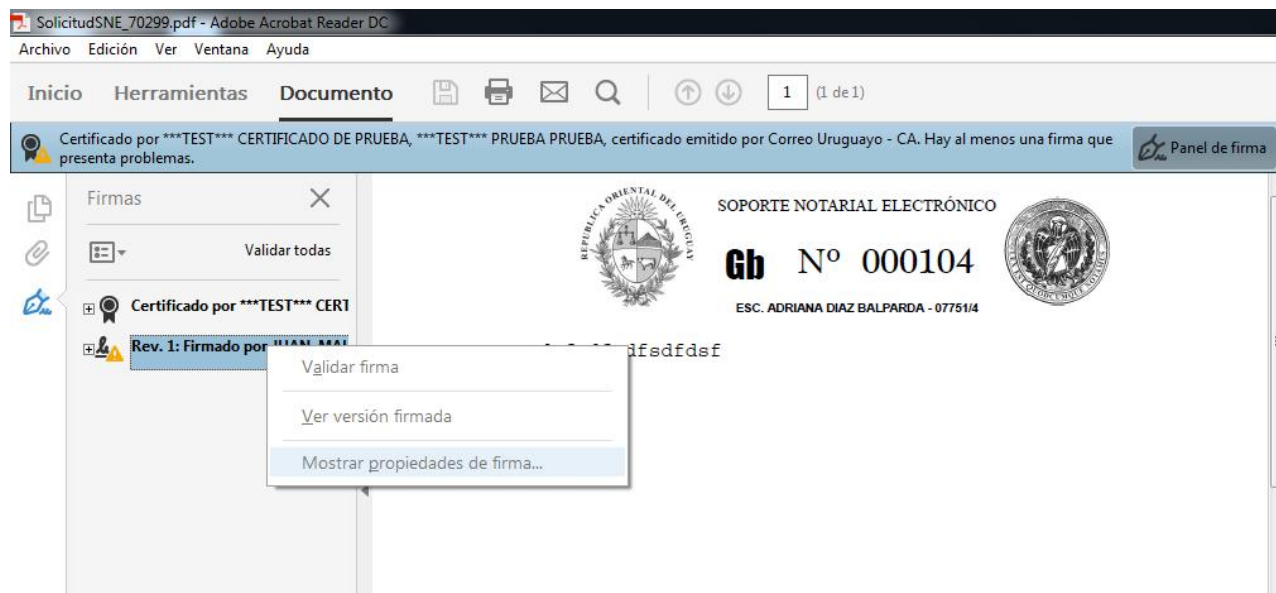 SolicitudSNE_70299.pdf - Adobe Acrobat Reader DC
Archivo Edición Ver Ventana Ayuda
Inicio Herramientas Documento 1 (1 de 1)
Certificado por ***TEST*** CERTIFICADO DE PRUEBA, ***TEST*** PRUEBA PRUEBA, certificado emitido por Correo Uruguayo - CA. Hay al menos una firma que
presenta problemas.
Panel de firma
Firmas
Validar todas
Certificado por ***TEST*** CERT
Rev. 1: Firmado por
Validar firma
Ver versión firmada
Mostrar propiedades de firma...
REPUBLICA ORIENTAL DEL URUGUAY
SOPORTE NOTARIAL ELECTRÓNICO
Gb Nº 000104
ESC. ADRIANA DIAZ BALPARDA - 07751/4
dfsdfdsf